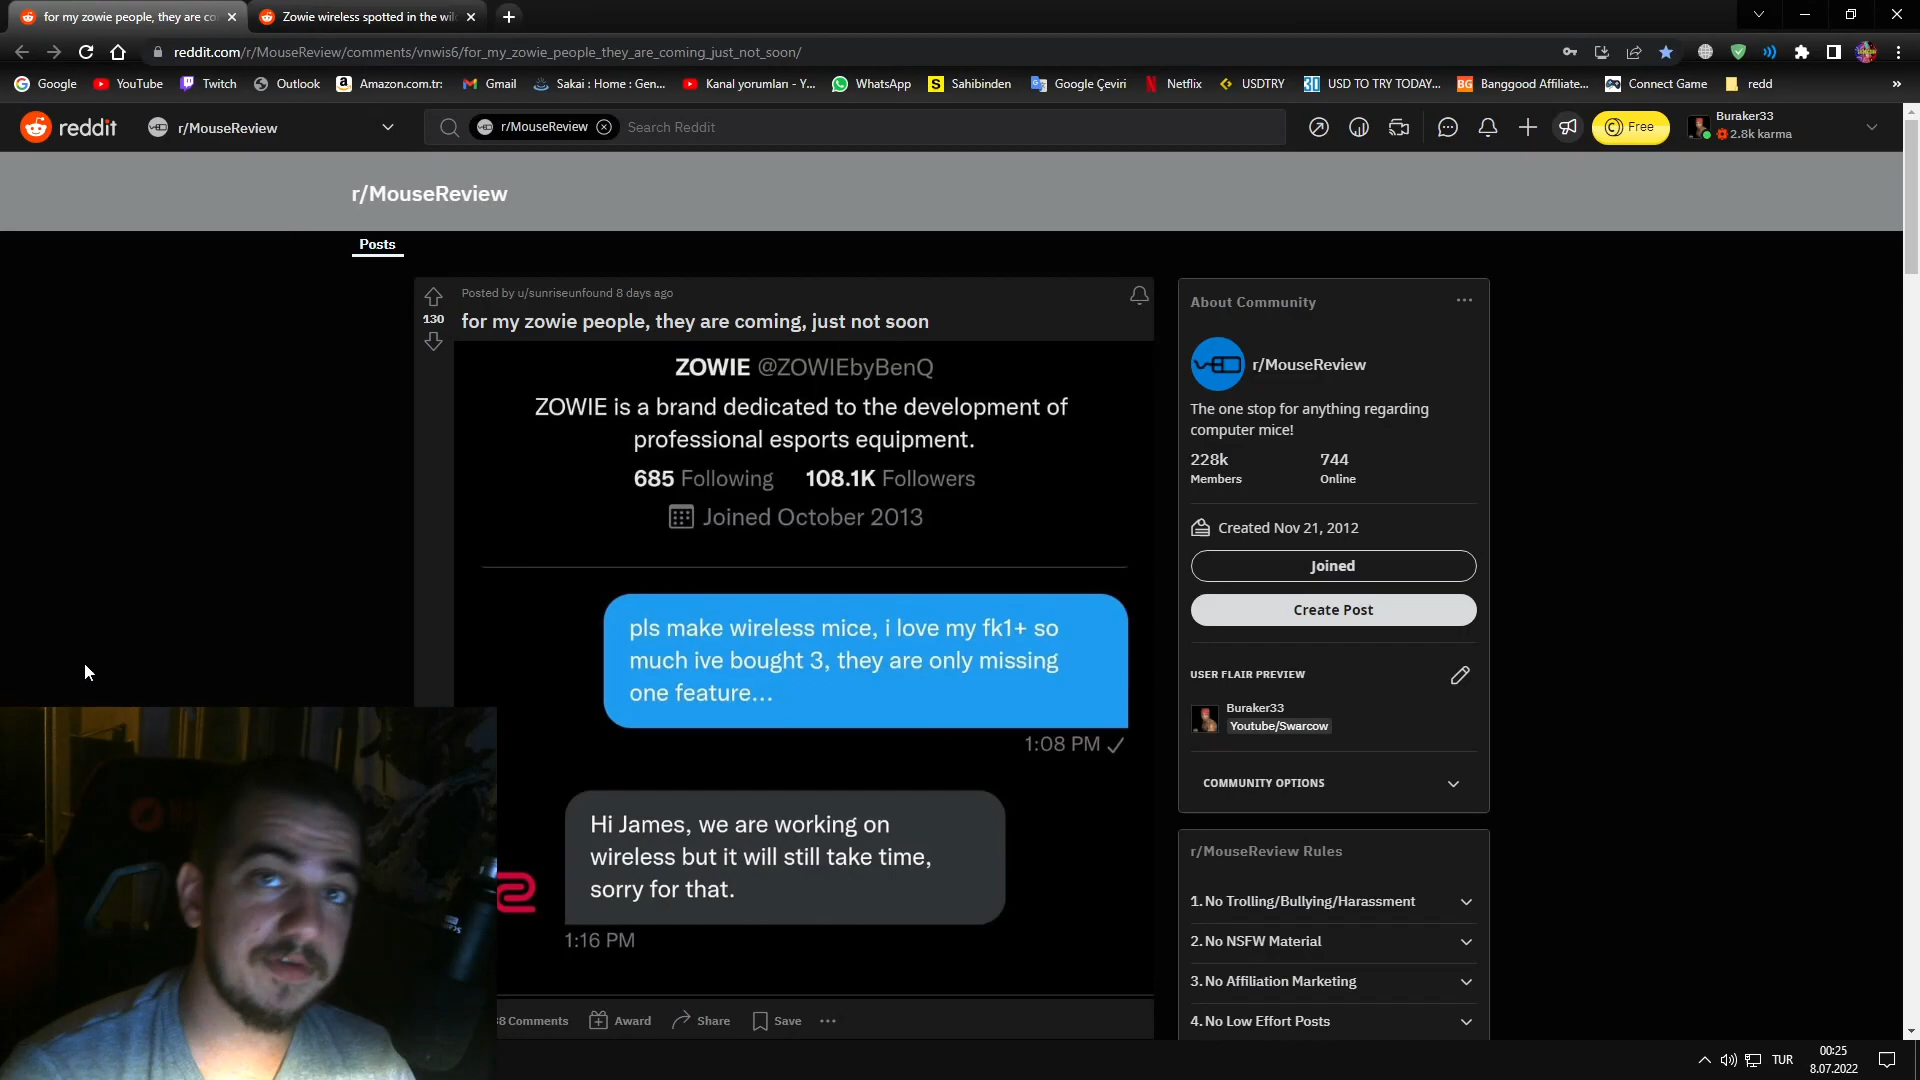 for my zowie people, they are co
Zowie wireless spotted in the wil
reddit.com/r/MouseReview/comments/vnwis6/for_my_zowie_people_they_are_coming_just_not_soon/
Google
YouTube
Twitch
Outlook
Amazon.com.tr:
Gmail
Sakai : Home : Gen...
Kanal yorumları - Y...
WhatsApp
S Sahibinden
Google Çeviri
Netflix
USDTRY
30 USD TO TRY TODAY...
BG Banggood Affiliate...
Connect Game
redd
»
reddit
r/MouseReview
r/MouseReview
Search Reddit
Free
Buraker33
2.8k karma
r/MouseReview
Posts
130
Posted by u/sunriseunfound 8 days ago
for my zowie people, they are coming, just not soon
ZOWIE @ZOWIEbyBenQ
ZOWIE is a brand dedicated to the development of
professional esports equipment.
685 Following 108.1K Followers
Joined October 2013
pls make wireless mice, i love my fk1+ so
much ive bought 3, they are only missing
one feature...
1:08 PM
Hi James, we are working on
wireless but it will still take time,
sorry for that.
1:16 PM
8 Comments
Award
Share
Save
About Community
r/MouseReview
The one stop for anything regarding
computer mice!
228k
744
Members
Online
Created Nov 21, 2012
Joined
Create Post
USER FLAIR PREVIEW
Buraker33
Youtube/Swarcow
COMMUNITY OPTIONS
r/MouseReview Rules
1. No Trolling/Bullying/Harassment
2. No NSFW Material
3. No Affiliation Marketing
4. No Low Effort Posts
TUR
00:25
8.07.2022